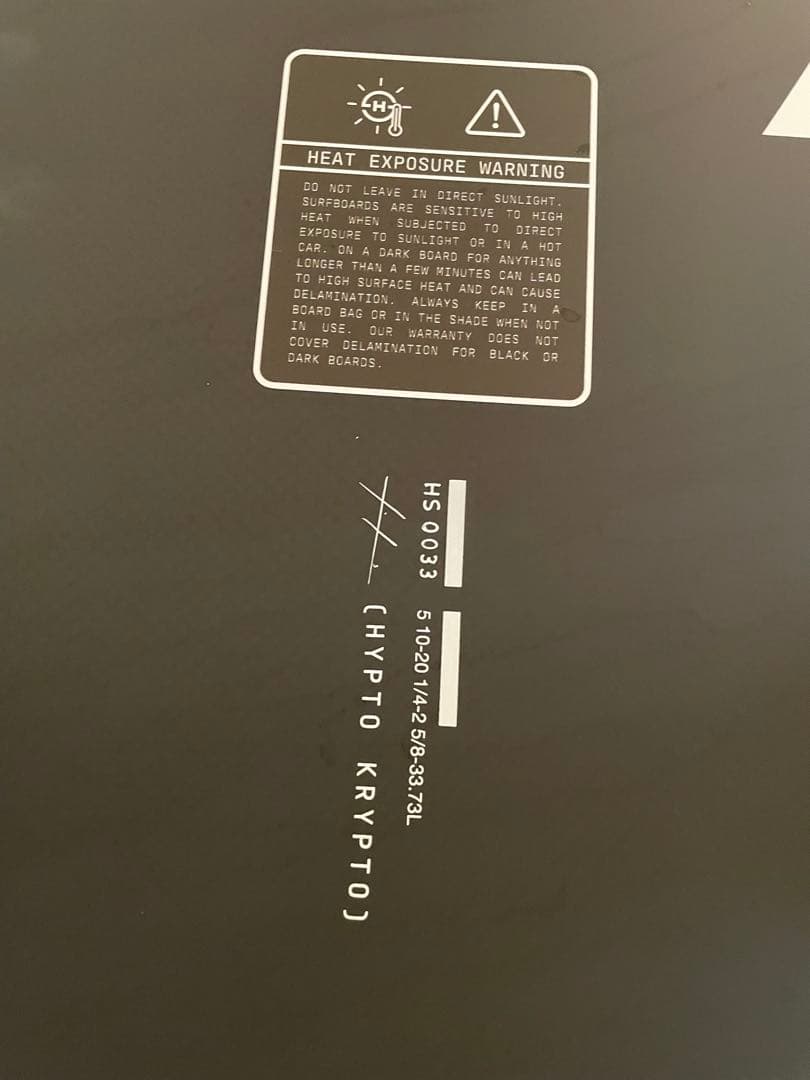 H
HEAT EXPOSURE WARNING
DO NOT LEAVE IN DIRECT SUNLIGHT.
SURFBOARDS ARE SENSITIVE TO HIGH
HEAT WHEN SUBJECTED TO DIRECT
EXPOSURE TO SUNLIGHT OR IN A HOT
CAR. ON A DARK BOARD FOR ANYTHING
LONGER THAN A FEW MINUTES CAN LEAD
TO HIGH SURFACE HEAT AND CAN CAUSE
DELAMINATION. ALWAYS KEEP IN A
BOARD BAG OR IN THE SHADE WHEN NOT
IN USE. OUR WARRANTY DOES NOT
COVER DELAMINATION FOR BLACK OR
DARK BOARDS.
HS 0033
5 10-20 1/4-2 5/8-33.73L
(HYPTO KRYPTO)